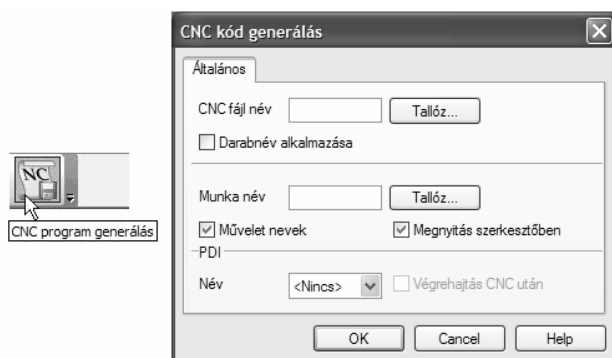 CNC kód generálás
Általános
CNC fájl név
Tallóz...
Darabnév alkalmazása
Munka név
Tallóz...
Művelet nevek
Megnyitás szerkesztőben
PDI
Név
<Nincs>
Végrehajtás CNC után
OK
Cancel
Help
NC
CNC program generálás